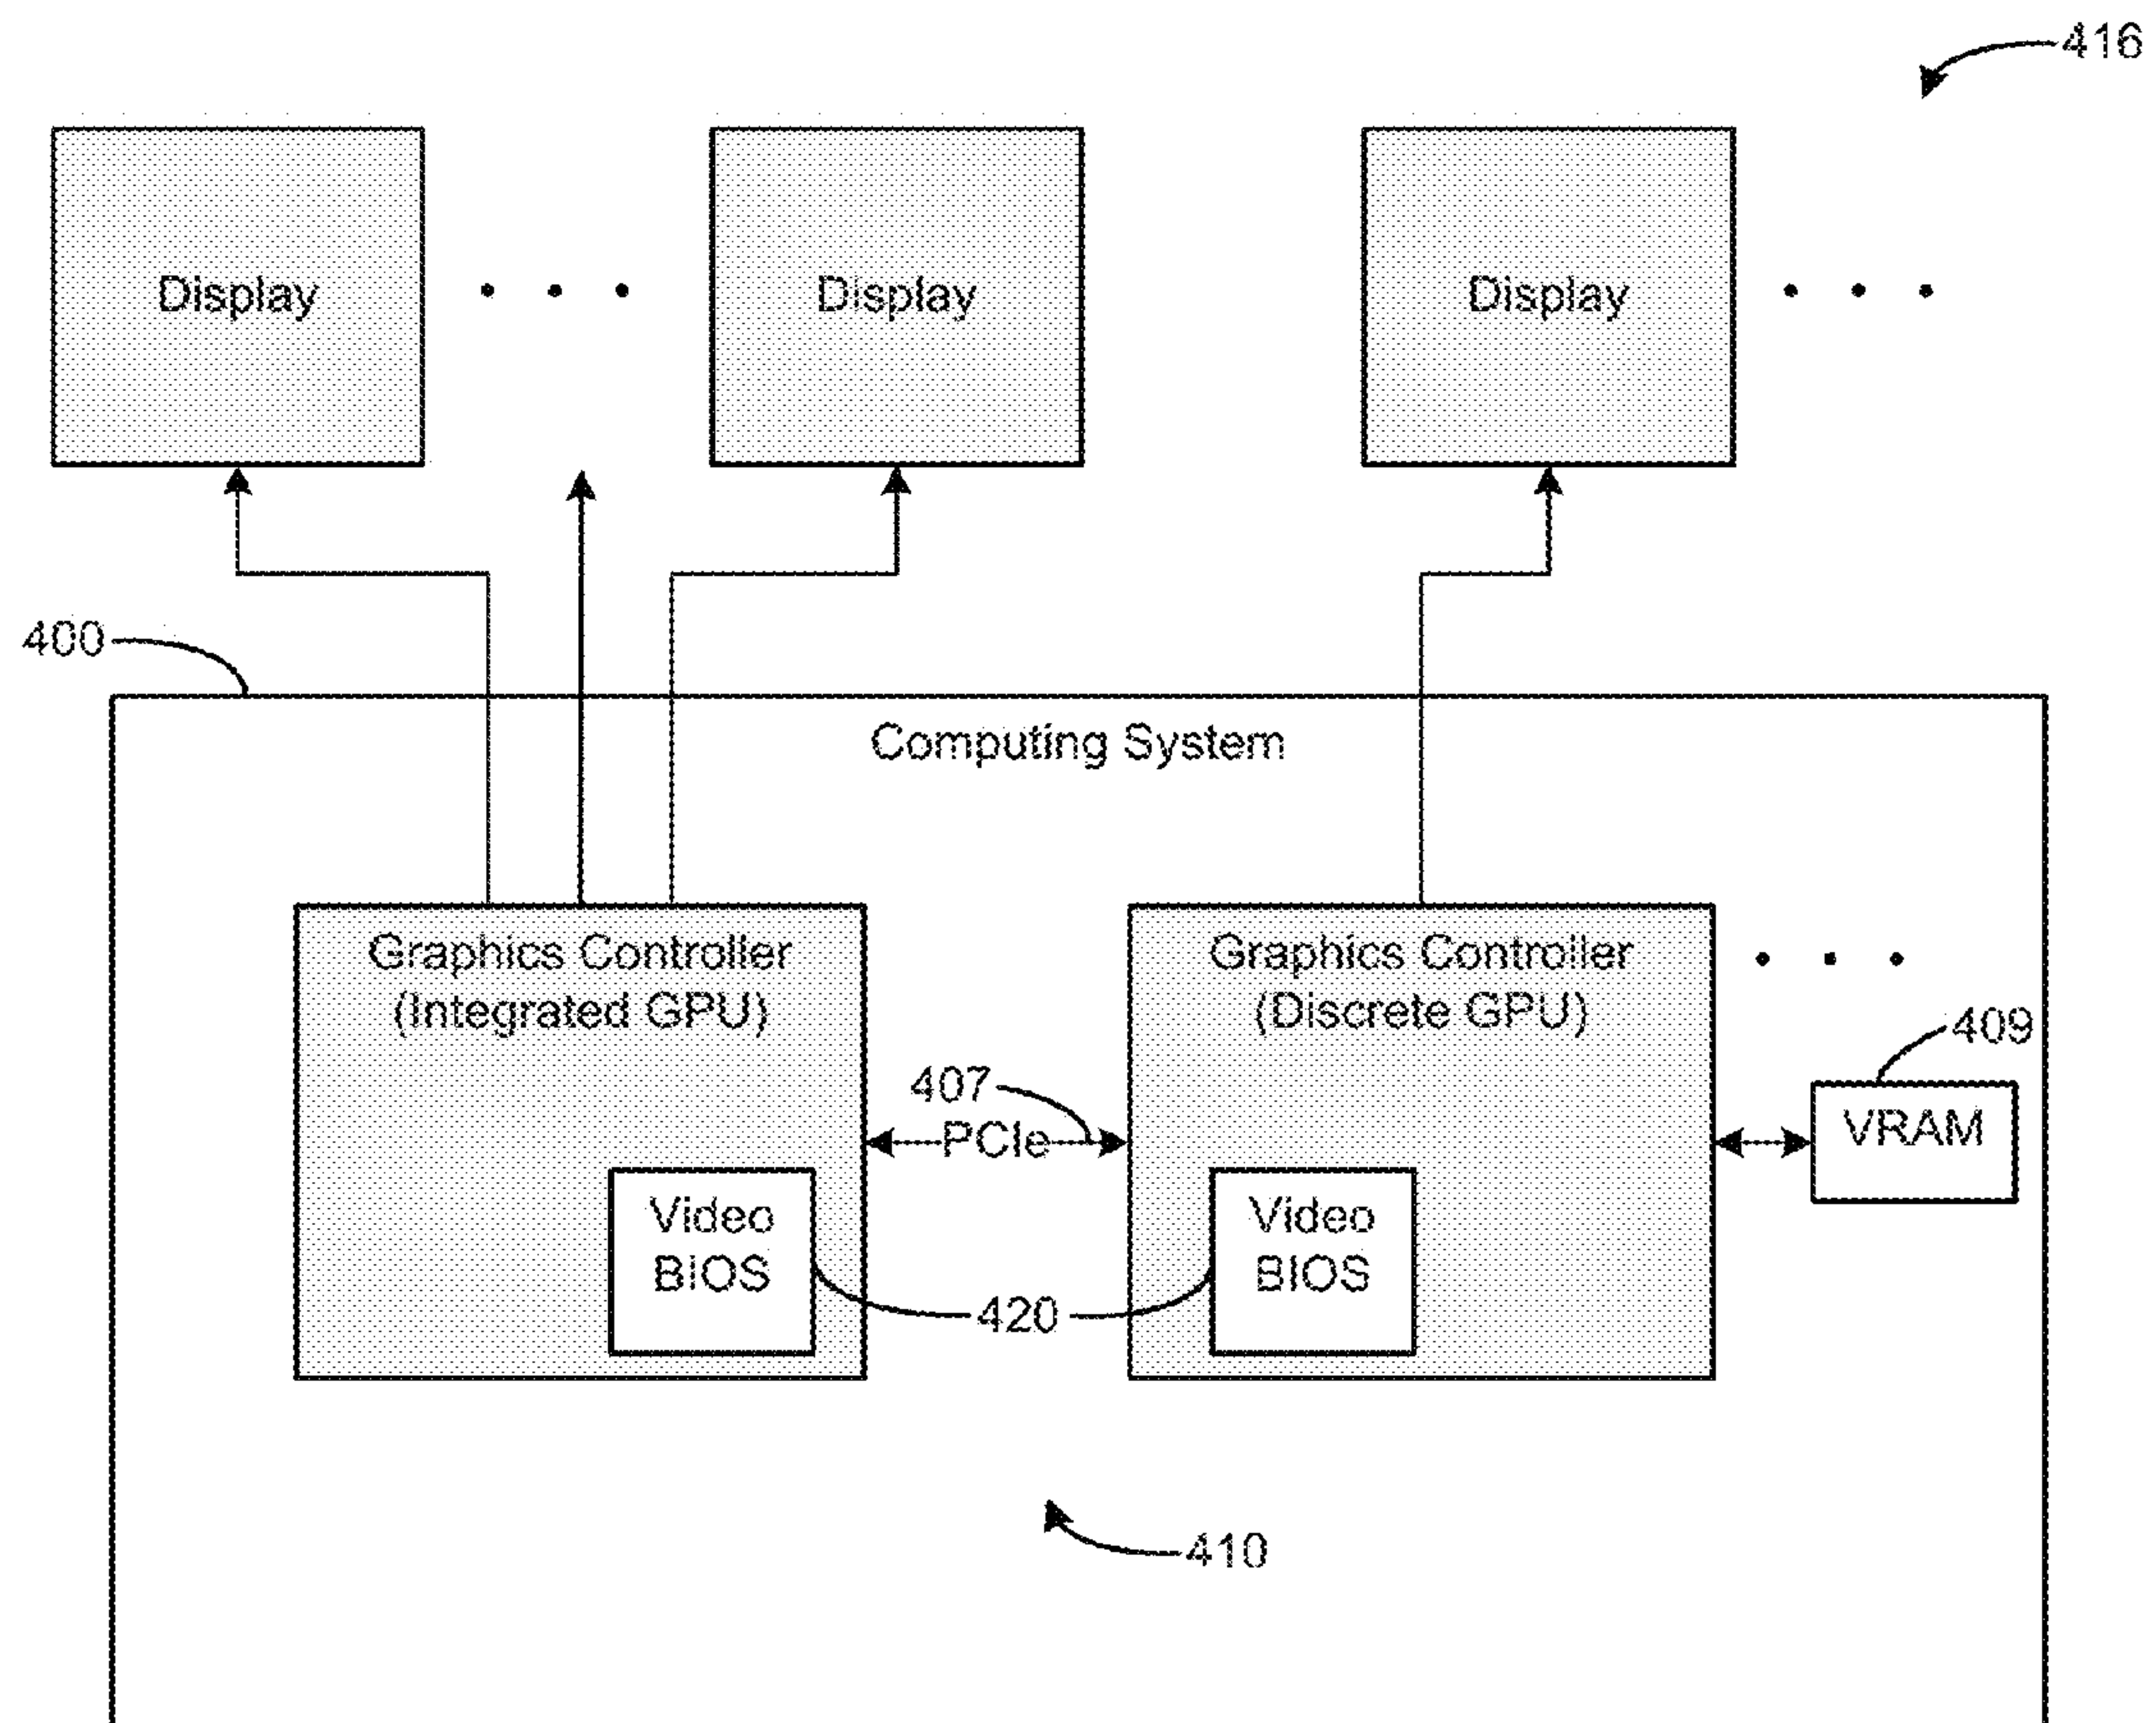 416
Display
Display
Display
400
Computing System
Graphics Controller
(Integrated GPU)
Graphics Controller
(Discrete GPU)
409
407
PCIe
VRAM
Video
BIOS
Video
BIOS
420
410